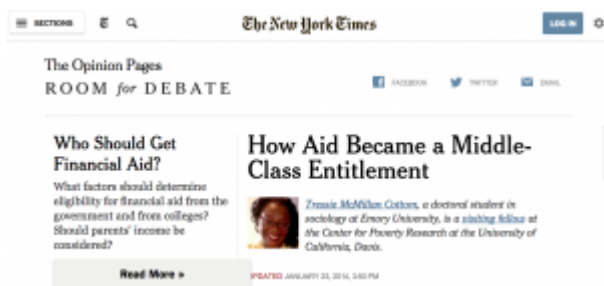 SECTIONS
The New York Times
LOG IN
The Opinion Pages
ROOM for DEBATE
FACEBOOK
TWITTER
EMAIL
Who Should Get
Financial Aid?
What factors should determine
eligibility for financial aid from the
government and from colleges?
Should parents' income be
considered?
Read More »
How Aid Became a Middle-
Class Entitlement
Tressie McMillan Cottom, a doctoral student in
sociology at Emory University, is a visiting fellow at
the Center for Poverty Research at the University of
California, Davis.
UPDATED JANUARY 23, 2014, 3:50 PM